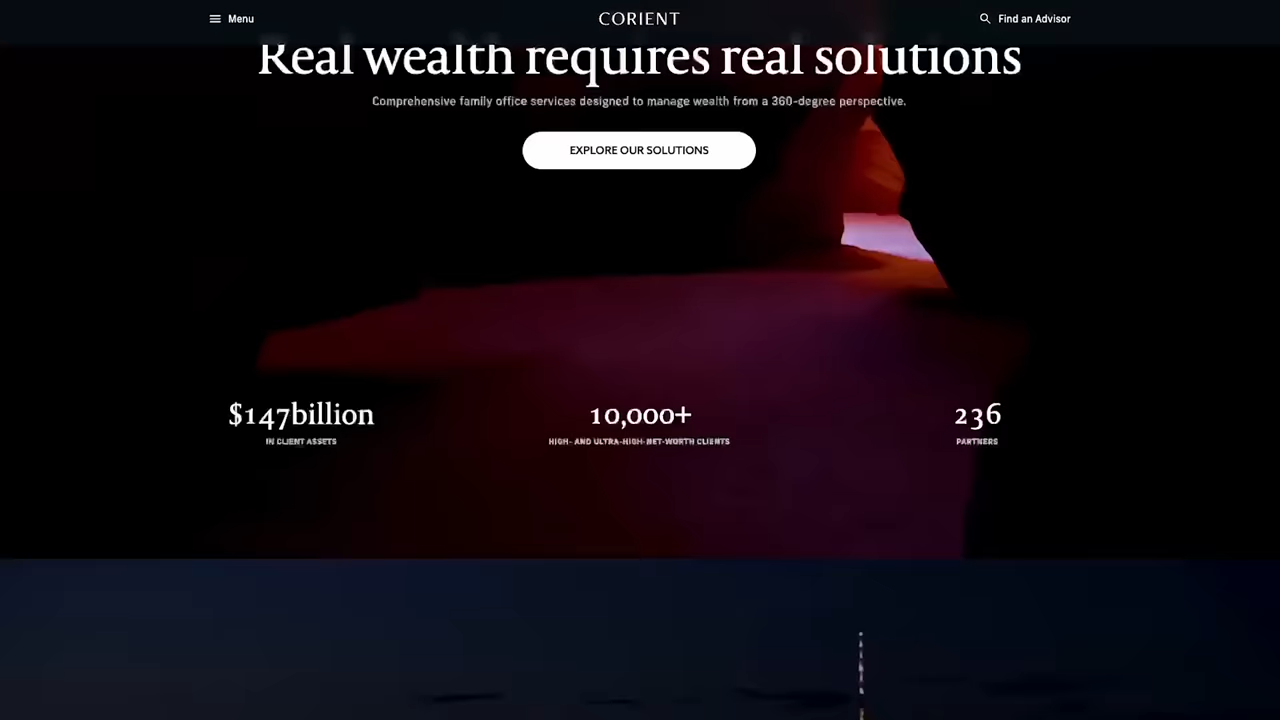 Menu
CORIENT
Find an Advisor
Real wealth requires real solutions
Comprehensive family office services designed to manage wealth from a 360-degree perspective.
EXPLORE OUR SOLUTIONS
$147billion
IN CLIENT ASSETS
10,000+
HIGH- AND ULTRA-HIGH-NET-WORTH CLIENTS
236
PARTNERS